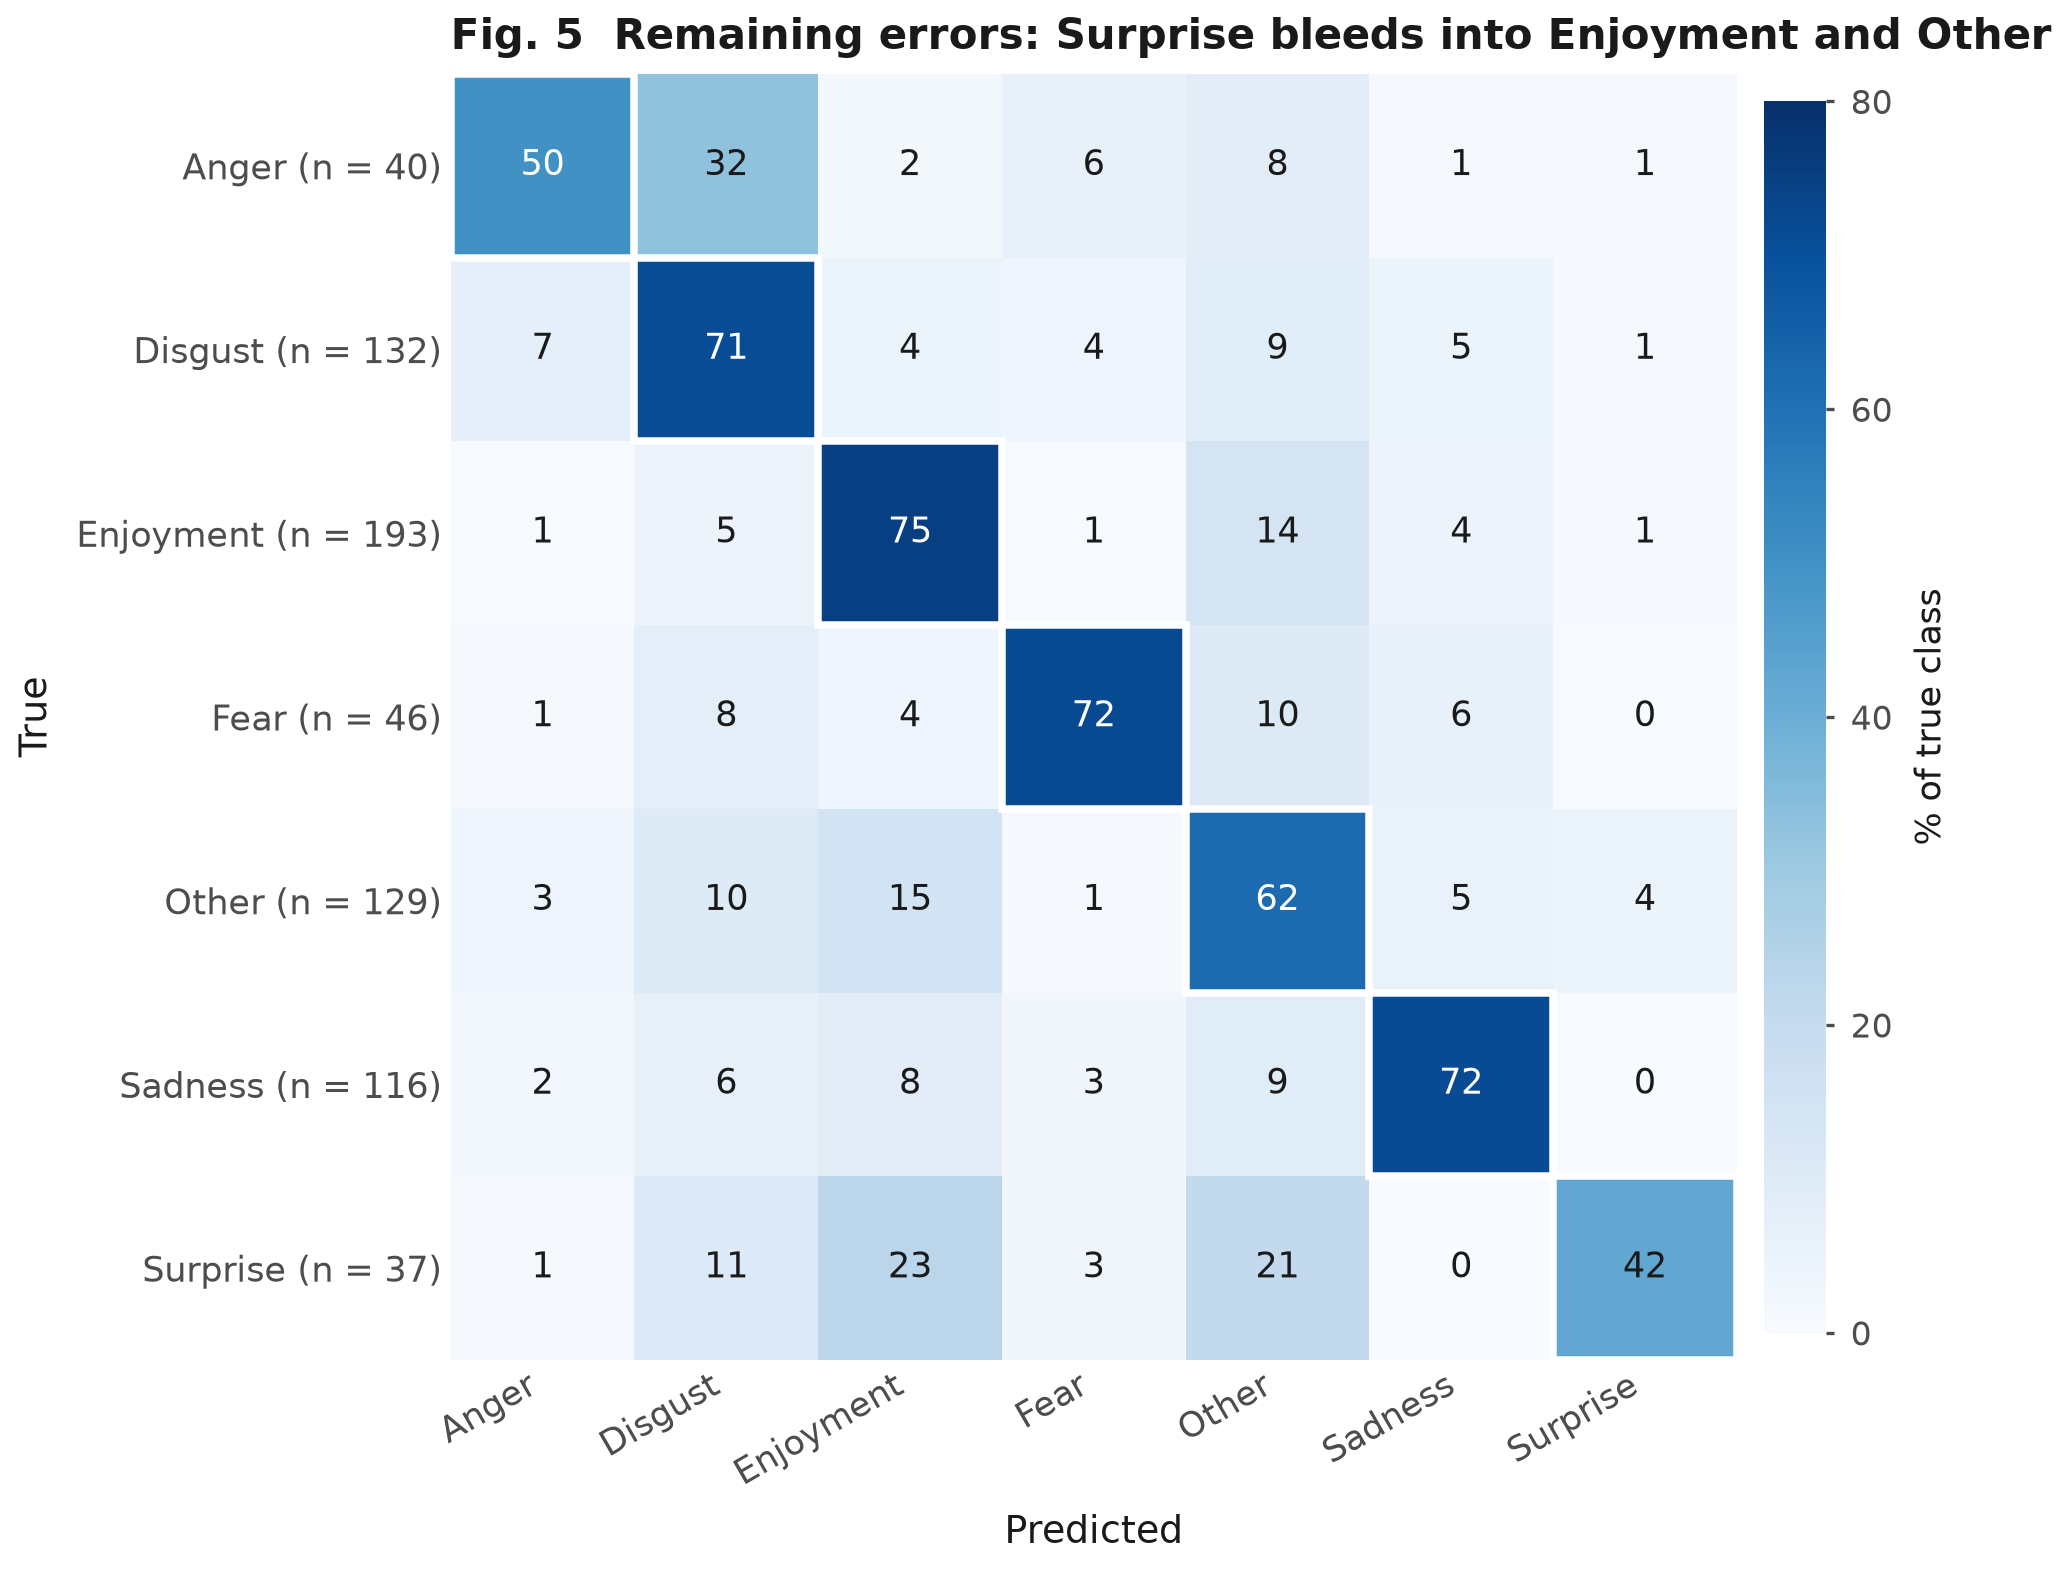 Fig. 5  Remaining errors: Surprise bleeds into Enjoyment and Other
Anger (n = 40) 50 32 2 6 8 1 1
Disgust (n = 132) 7 71 4 4 9 5 1
Enjoyment (n = 193) 1 5 75 1 14 4 1
Fear (n = 46) 1 8 4 72 10 6 0
Other (n = 129) 3 10 15 1 62 5 4
Sadness (n = 116) 2 6 8 3 9 72 0
Surprise (n = 37) 1 11 23 3 21 0 42
Anger Disgust Enjoyment Fear Other Sadness Surprise
Predicted
True
80
60
40
20
0
% of true class